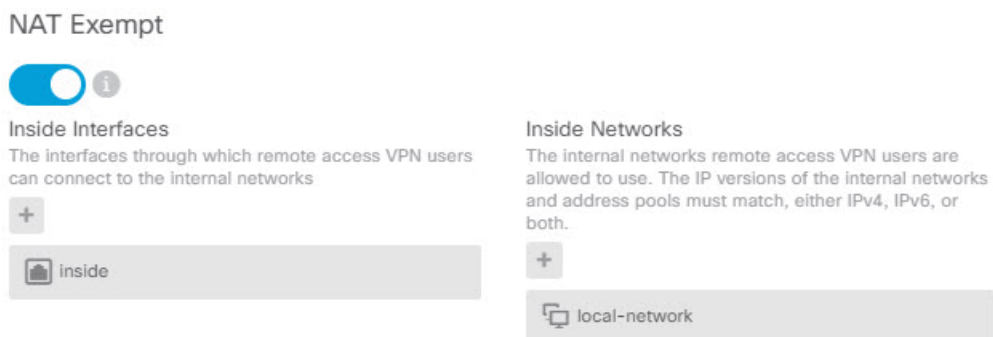 NAT Exempt
i
Inside Interfaces
The interfaces through which remote access VPN users
can connect to the internal networks
+
inside
Inside Networks
The internal networks remote access VPN users are
allowed to use. The IP versions of the internal networks
and address pools must match, either IPv4, IPv6, or
both.
+
local-network